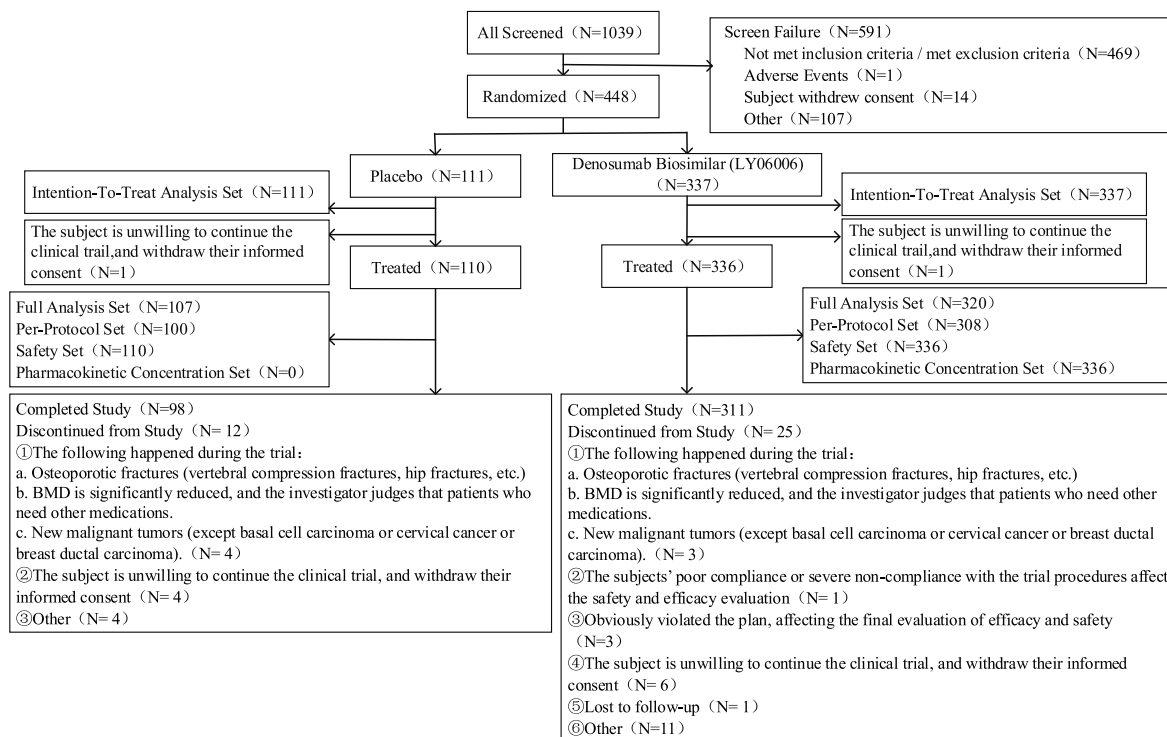 All Screened（N=1039）
Screen Failure（N=591）
Not met inclusion criteria / met exclusion criteria（N=469）
Adverse Events（N=1）
Subject withdrew consent（N=14）
Other（N=107）
Randomized（N=448）
Placebo（N=111）
Denosumab Biosimilar (LY06006)
（N=337）
Intention-To-Treat Analysis Set（N=111）
Intention-To-Treat Analysis Set（N=337）
The subject is unwilling to continue the
clinical trail,and withdraw their informed
consent（N=1）
The subject is unwilling to continue the
clinical trail,and withdraw their informed
consent（N=1）
Treated（N=110）
Treated（N=336）
Full Analysis Set（N=107）
Per-Protocol Set（N=100）
Safety Set（N=110）
Pharmacokinetic Concentration Set（N=0）
Full Analysis Set（N=320）
Per-Protocol Set（N=308）
Safety Set（N=336）
Pharmacokinetic Concentration Set（N=336）
Completed Study（N=98）
Discontinued from Study（N= 12）
①The following happened during the trial：
a. Osteoporotic fractures (vertebral compression fractures, hip fractures, etc.)
b. BMD is significantly reduced, and the investigator judges that patients who
need other medications.
c. New malignant tumors (except basal cell carcinoma or cervical cancer or
breast ductal carcinoma).（N= 4）
②The subject is unwilling to continue the clinical trial, and withdraw their
informed consent（N= 4）
③Other（N= 4）
Completed Study（N=311）
Discontinued from Study（N= 25）
①The following happened during the trial：
a. Osteoporotic fractures (vertebral compression fractures, hip fractures, etc.)
b. BMD is significantly reduced, and the investigator judges that patients who need other
medications.
c. New malignant tumors (except basal cell carcinoma or cervical cancer or breast ductal
carcinoma).（N= 3）
②The subjects' poor compliance or severe non-compliance with the trial procedures affect
the safety and efficacy evaluation（N= 1）
③Obviously violated the plan, affecting the final evaluation of efficacy and safety
（N=3）
④The subject is unwilling to continue the clinical trial, and withdraw their informed
consent（N= 6）
⑤Lost to follow-up（N= 1）
⑥Other（N=11）